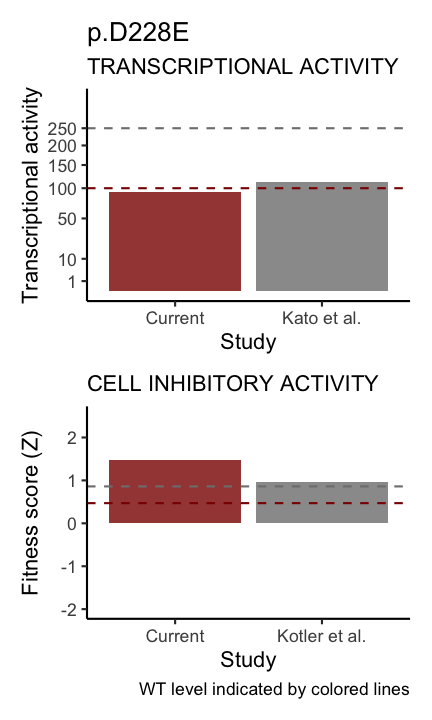 p.D228E
TRANSCRIPTIONAL ACTIVITY
Transcriptional activity
250
200
150
100
50
10
1
Current
Kato et al.
Study
CELL INHIBITORY ACTIVITY
Fitness score (Z)
2
1
0
-1
-2
Current
Kotler et al.
Study
WT level indicated by colored lines